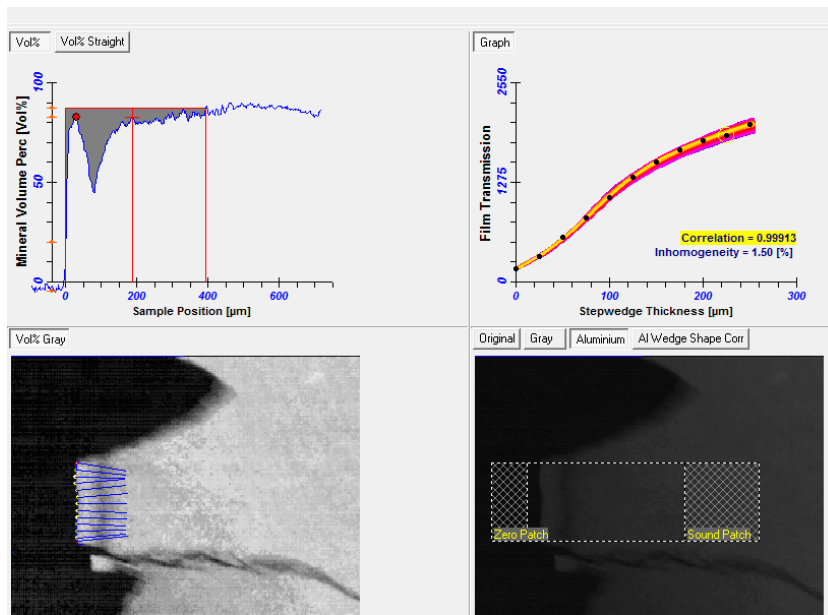 Vol% Vol% Straight
100
50
0
Mineral Volume Perc [Vol%]
0 200 400 600
Sample Position [µm]
Graph
2550
1275
0
Film Transmission
Correlation = 0.99913
Inhomogeneity = 1.50 [%]
0 100 200 300
Stepwedge Thickness [µm]
Vol% Gray
Original Gray Aluminium Al Wedge Shape Corr
Zero Patch Sound Patch